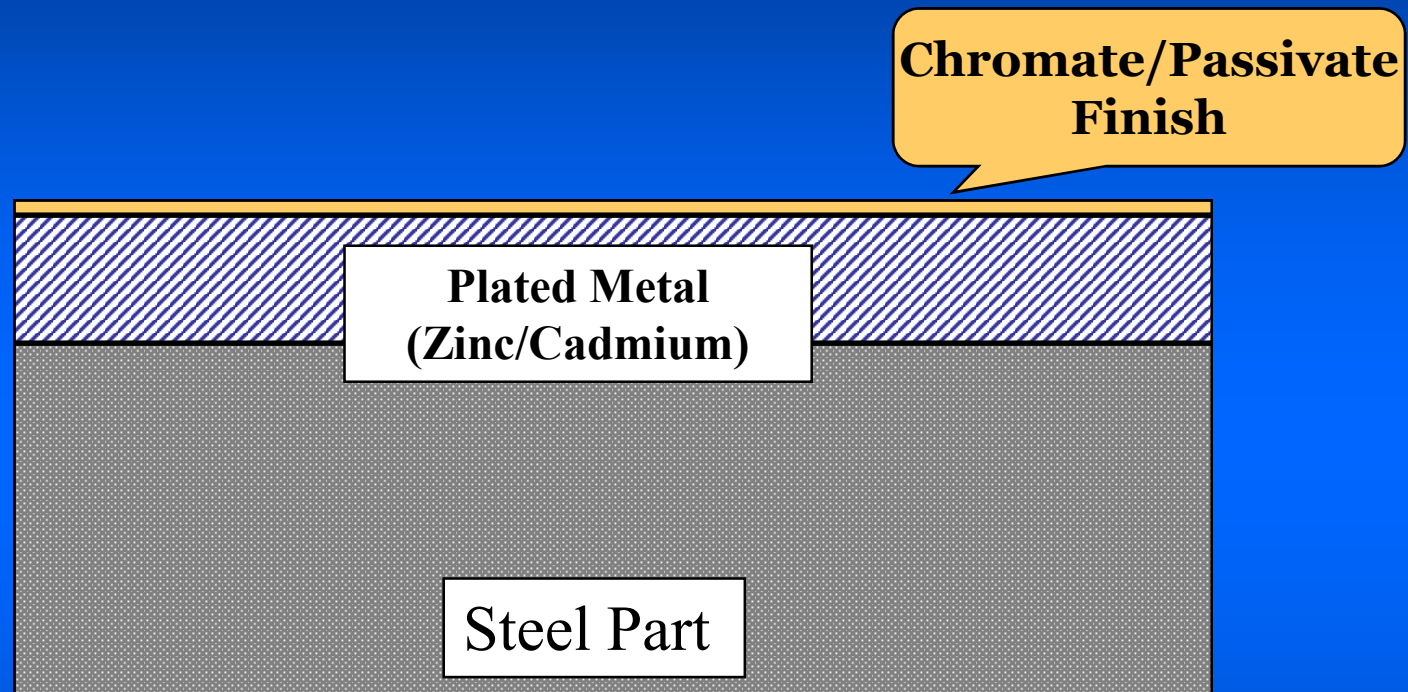 Chromate/Passivate
Finish
Plated Metal
(Zinc/Cadmium)
Steel Part